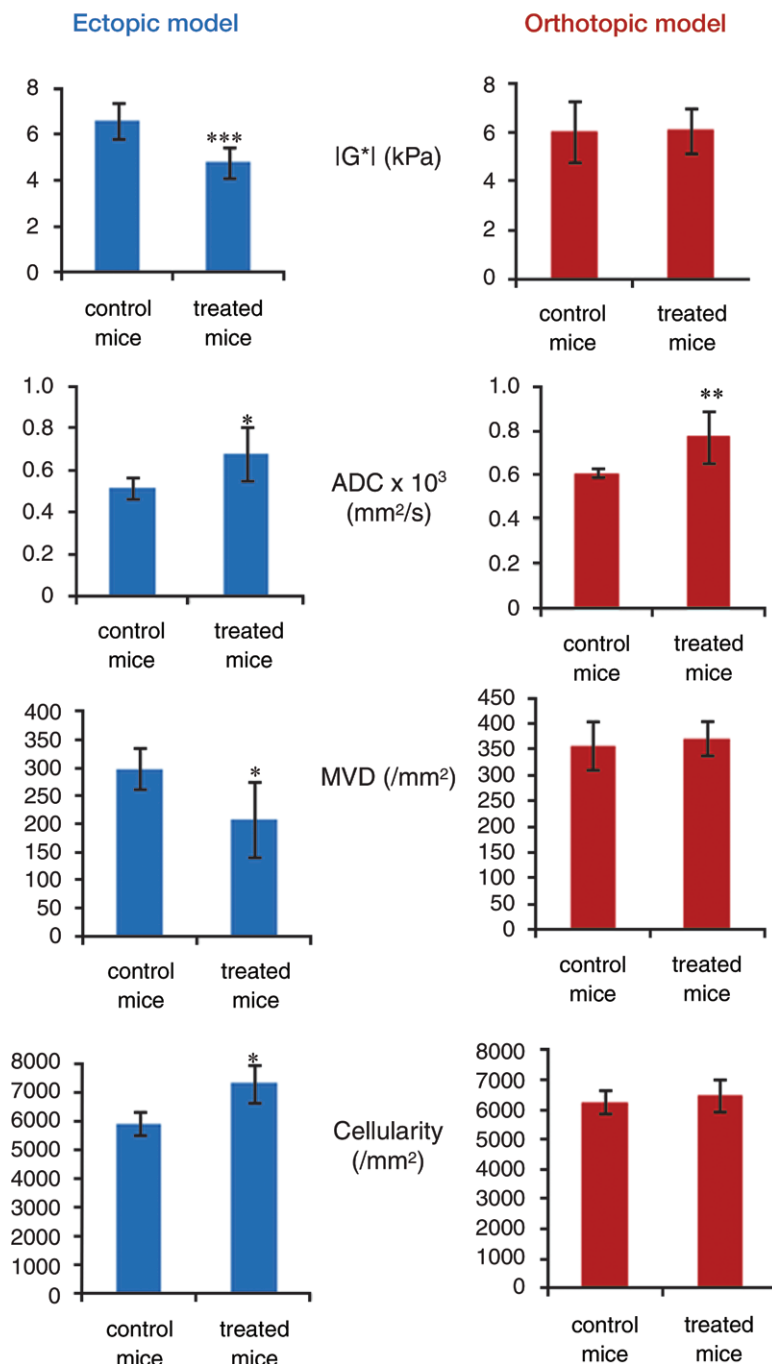 Ectopic model
Orthotopic model
8
6
4
2
0
***
control
mice
treated
mice
|G*| (kPa)
8
6
4
2
0
control
mice
treated
mice
1.0
0.8
0.6
0.4
0.2
0
*
control
mice
treated
mice
ADC x 10³
(mm²/s)
1.0
0.8
0.6
0.4
0.2
0
**
control
mice
treated
mice
400
350
300
250
200
150
100
50
0
*
control
mice
treated
mice
MVD (/mm²)
450
400
350
300
250
200
150
100
50
0
control
mice
treated
mice
8000
7000
6000
5000
4000
3000
2000
1000
0
*
control
mice
treated
mice
Cellularity
(/mm²)
8000
7000
6000
5000
4000
3000
2000
1000
0
control
mice
treated
mice